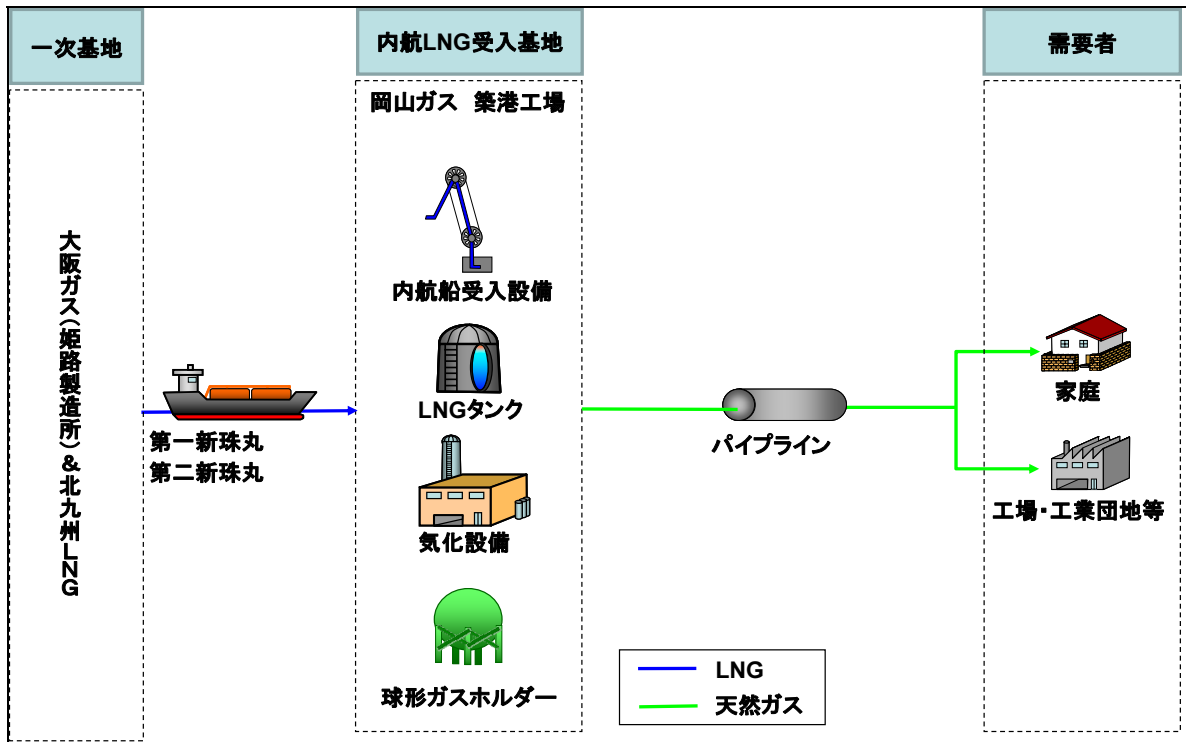 一次基地
内航LNG受入基地
需要者
大阪ガス(姫路製造所)&北九州LNG
第一新珠丸
第二新珠丸
岡山ガス 築港工場
内航船受入設備
LNGタンク
気化設備
球形ガスホルダー
パイプライン
家庭
工場・工業団地等
LNG
天然ガス